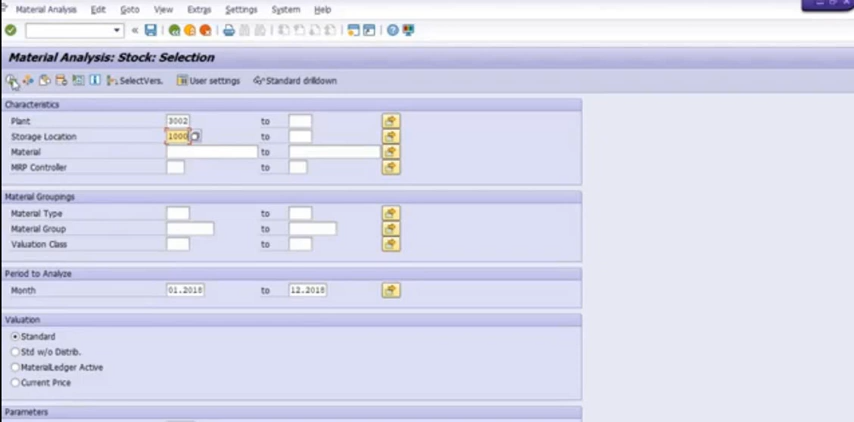 Material Analysis Edit Goto View Extras Settings System Help
Material Analysis: Stock: Selection
SelectVers. User settings Standard drilldown
Characteristics
Plant 3002 to
Storage Location 1000 to
Material to
MRP Controller to
Material Groupings
Material Type to
Material Group to
Valuation Class to
Period to Analyze
Month 01.2018 to 12.2018
Valuation
Standard
Std w/o Distrib.
MaterialLedger Active
Current Price
Parameters